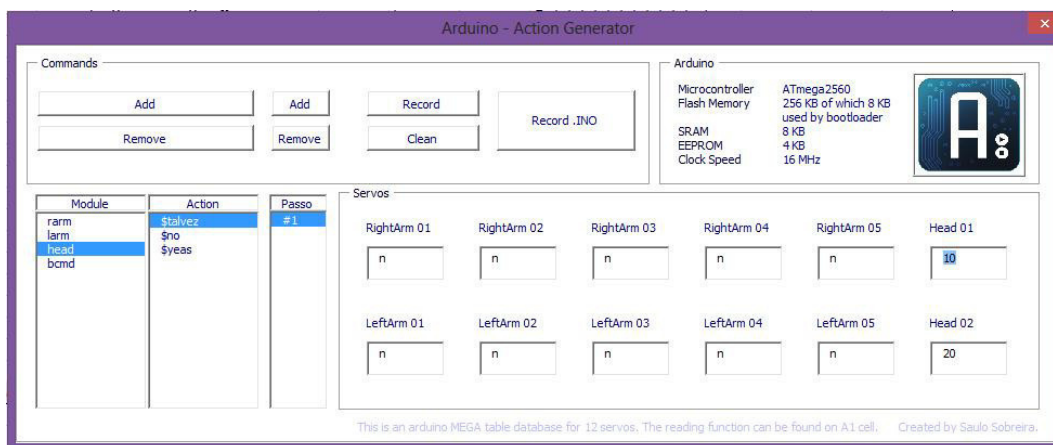 Arduino - Action Generator
Commands
Add
Add
Record
Record .INO
Remove
Remove
Clean
Arduino
Microcontroller ATmega2560
Flash Memory 256 KB of which 8 KB
used by bootloader
SRAM 8 KB
EEPROM 4 KB
Clock Speed 16 MHz
A
Module Action Passo
rarm $talvez #1
larm $no
head $yeas
bcmd
Servos
RightArm 01 RightArm 02 RightArm 03 RightArm 04 RightArm 05 Head 01
n n n n n 10
LeftArm 01 LeftArm 02 LeftArm 03 LeftArm 04 LeftArm 05 Head 02
n n n n n 20
This is an arduino MEGA table database for 12 servos. The reading function can be found on A1 cell. Created by Saulo Sobreira.